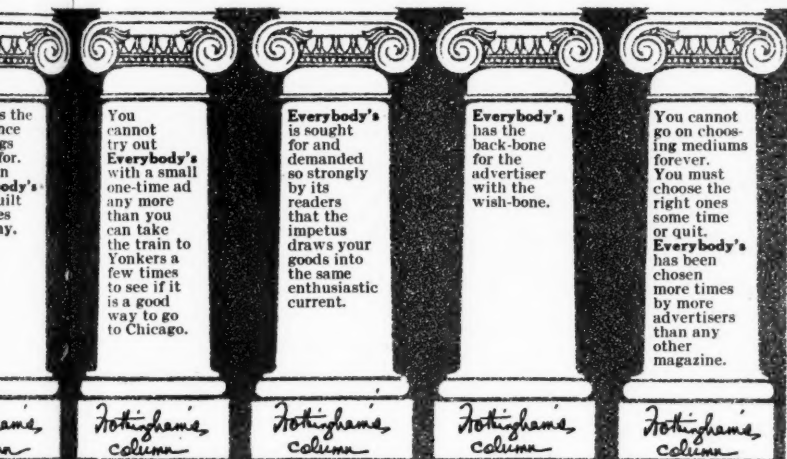 s the
nce
gs
for.
n
ody's
uilt
es
ny.
am's
n
You
cannot
try out
Everybody's
with a small
one-time ad
any more
than you
can take
the train to
Yonkers a
few times
to see if it
is a good
way to go
to Chicago.
Frothingham's
column
Everybody's
is sought
for and
demanded
so strongly
by its
readers
that the
impetus
draws your
goods into
the same
enthusiastic
current.
Frothingham's
column
Everybody's
has the
back-bone
for the
advertiser
with the
wish-bone.
Frothingham's
column
You cannot
go on choos-
ing mediums
forever.
You must
choose the
right ones
some time
or quit.
Everybody's
has been
chosen
more times
by more
advertisers
than any
other
magazine.
Frothingham's
column